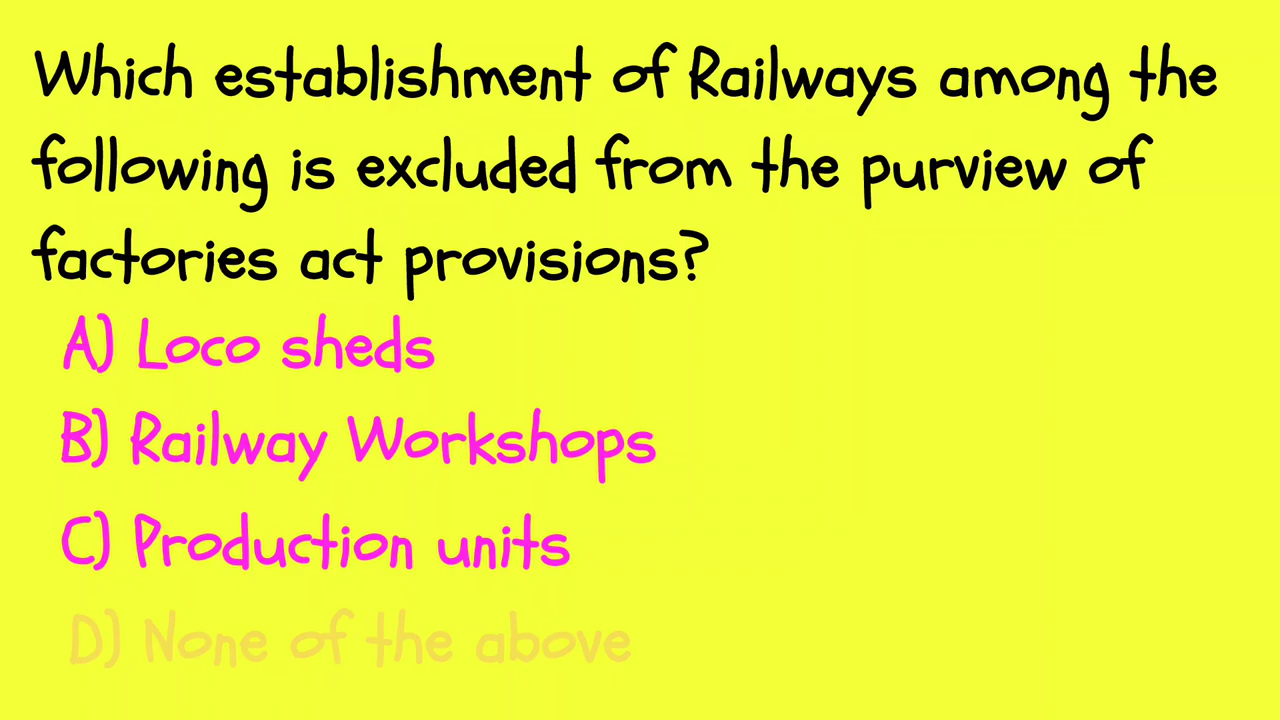 Which establishment of Railways among the
following is excluded from the purview of
factories act provisions?
A) Loco sheds
B) Railway Workshops
C) Production units
D) None of the above